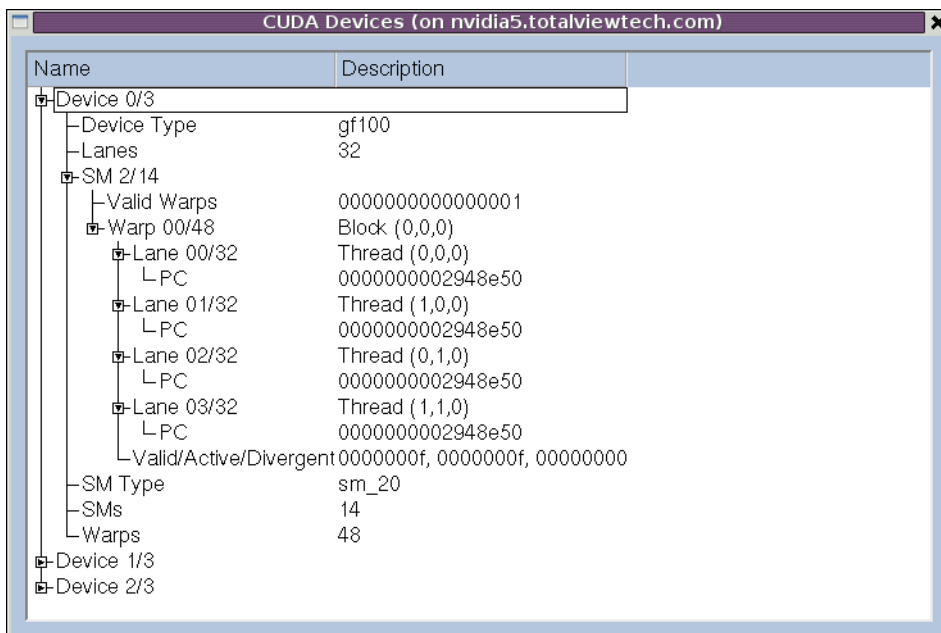 CUDA Devices (on nvidia5.totalviewtech.com)
Name Description
Device 0/3
Device Type gf100
Lanes 32
SM 2/14
Valid Warps 0000000000000001
Warp 00/48 Block (0,0,0)
Lane 00/32 Thread (0,0,0)
PC 0000000002948e50
Lane 01/32 Thread (1,0,0)
PC 0000000002948e50
Lane 02/32 Thread (0,1,0)
PC 0000000002948e50
Lane 03/32 Thread (1,1,0)
PC 0000000002948e50
Valid/Active/Divergent 0000000f, 0000000f, 00000000
SM Type sm_20
SMs 14
Warps 48
Device 1/3
Device 2/3